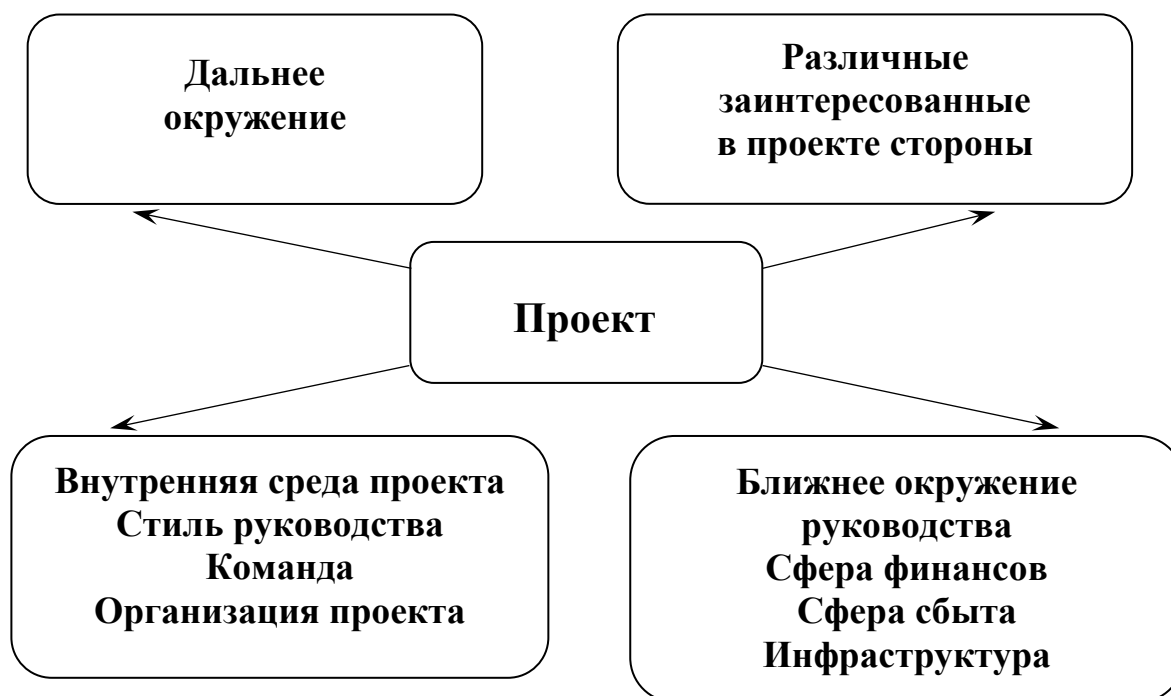 Дальнее
окружение
Различные
заинтересованные
в проекте стороны
Проект
Внутренняя среда проекта
Стиль руководства
Команда
Организация проекта
Ближнее окружение
руководства
Сфера финансов
Сфера сбыта
Инфраструктура